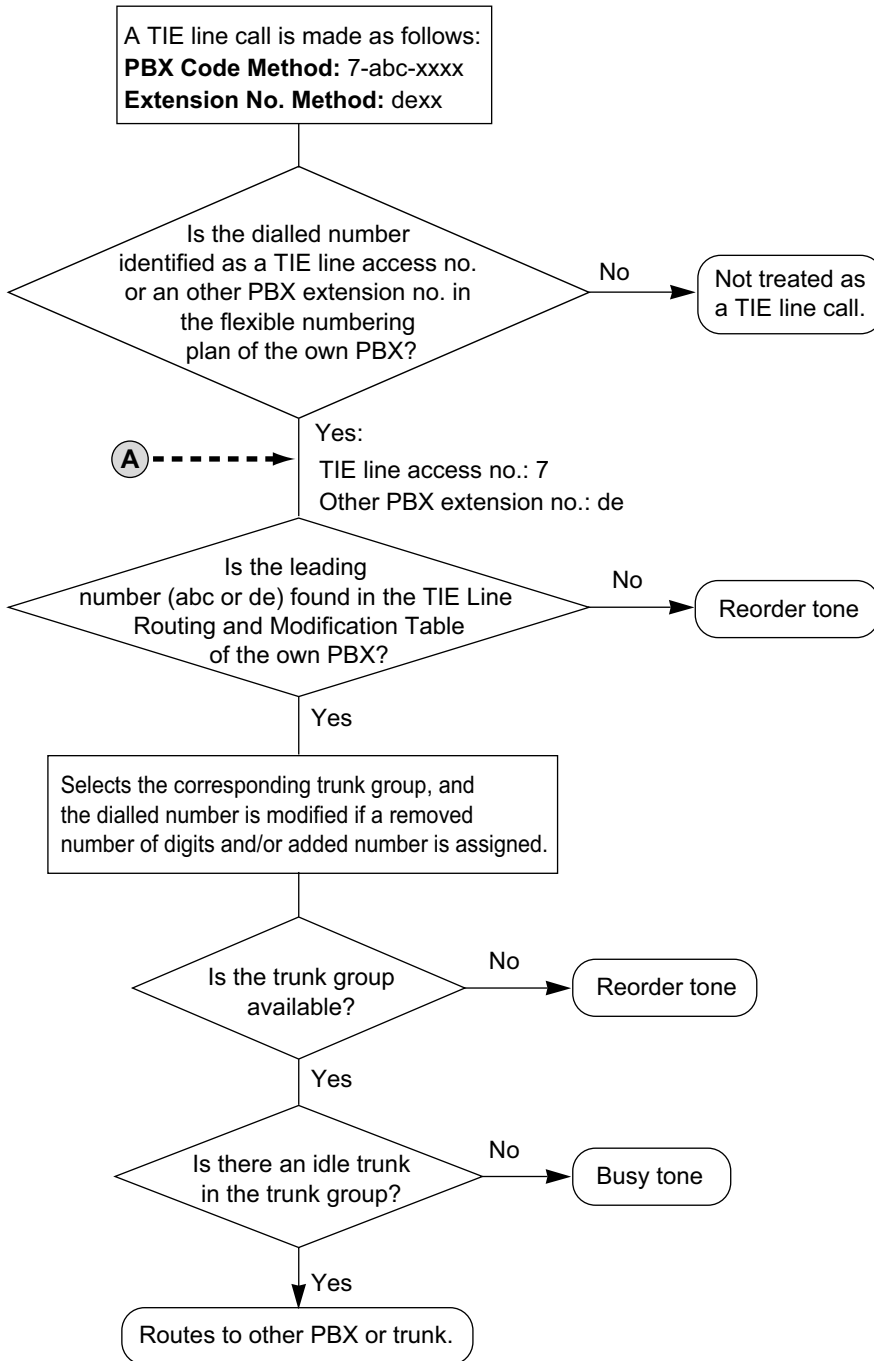 A TIE line call is made as follows:
PBX Code Method: 7-abc-xxxx
Extension No. Method: dexx
Is the dialled number
identified as a TIE line access no.
or an other PBX extension no. in
the flexible numbering
plan of the own PBX?
No
Not treated as
a TIE line call.
A
Yes:
TIE line access no.: 7
Other PBX extension no.: de
Is the leading
number (abc or de) found in the TIE Line
Routing and Modification Table
of the own PBX?
No
Reorder tone
Yes
Selects the corresponding trunk group, and
the dialled number is modified if a removed
number of digits and/or added number is assigned.
Is the trunk group
available?
No
Reorder tone
Yes
Is there an idle trunk
in the trunk group?
No
Busy tone
Yes
Routes to other PBX or trunk.